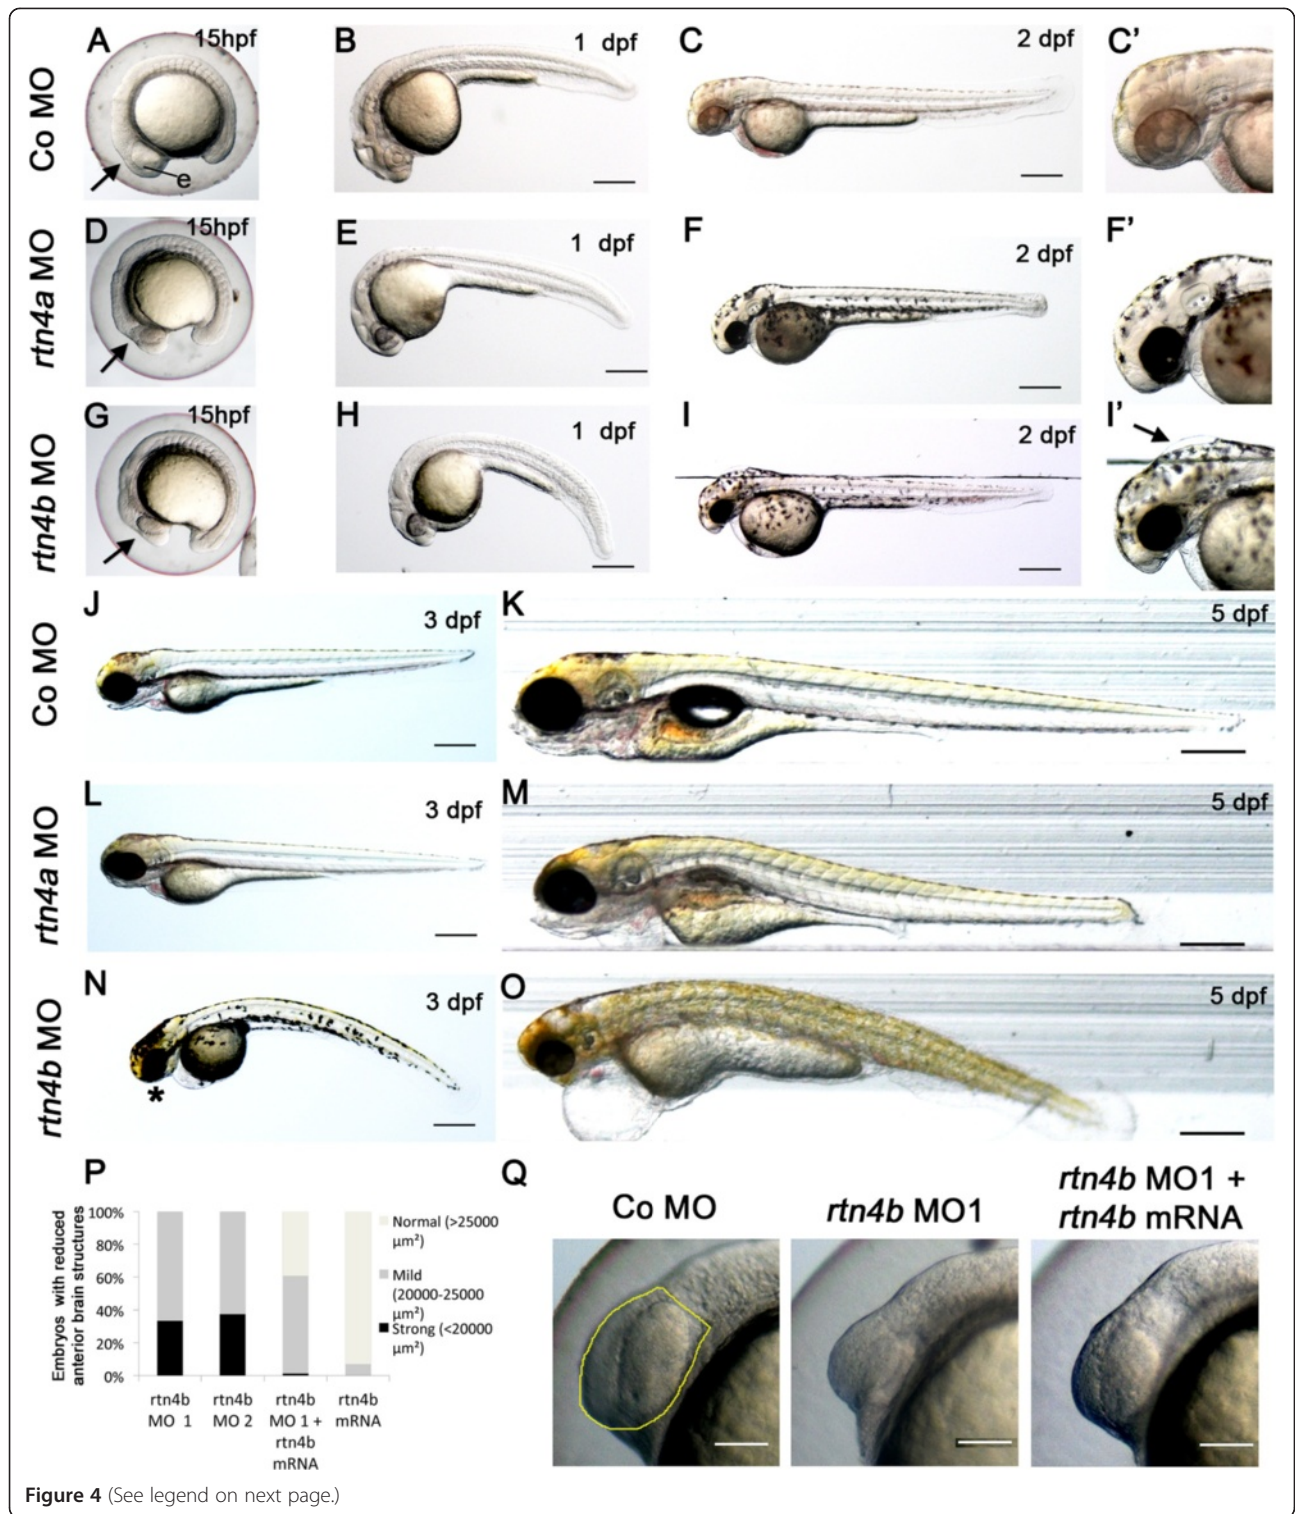 A 15hpf
B 1 dpf
C 2 dpf
C’
Co MO
e
D 15hpf
E 1 dpf
F 2 dpf
F’
rtn4a MO
G 15hpf
H 1 dpf
I 2 dpf
I’
rtn4b MO
J 3 dpf
K 5 dpf
Co MO
L 3 dpf
M 5 dpf
rtn4a MO
N 3 dpf
O 5 dpf
rtn4b MO
*
P
Embryos with reduced
anterior brain structures
100%
80%
60%
40%
20%
0%
rtn4b
MO 1
rtn4b
MO 2
rtn4b
MO 1 +
rtn4b
mRNA
rtn4b
mRNA
Normal (>25000
µm²)
Mild
(20000-25000
µm²)
Strong (<20000
µm²)
Q
Co MO
rtn4b MO1
rtn4b MO1 +
rtn4b mRNA
Figure 4 (See legend on next page.)